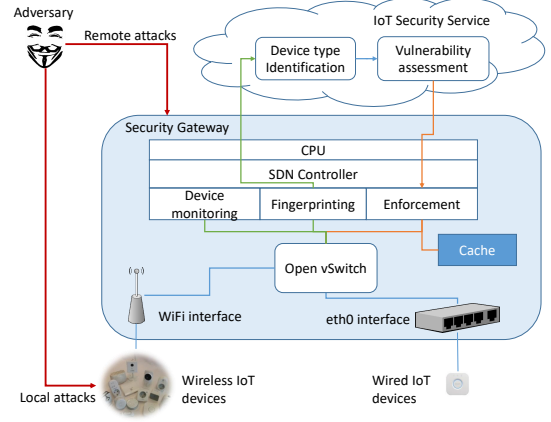 Adversary
IoT Security Service
Remote attacks
Device type
Identification
Vulnerability
assessment
Security Gateway
CPU
SDN Controller
Device
monitoring
Fingerprinting
Enforcement
Cache
Open vSwitch
WiFi interface
eth0 interface
Wireless IoT
devices
Wired IoT
devices
Local attacks